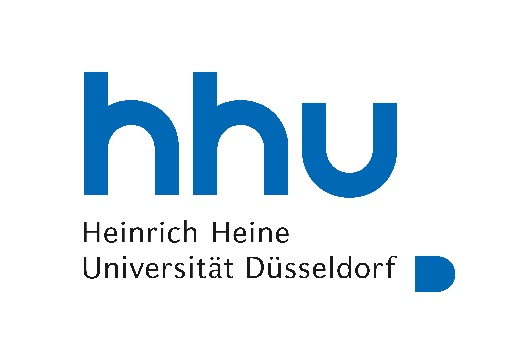 hhu
Heinrich Heine
Universität Düsseldorf